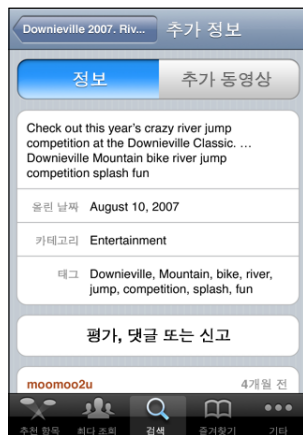 Downieville 2007. Riv...
추가 정보
정보
추가 동영상
Check out this year's crazy river jump
competition at the Downieville Classic. ...
Downieville Mountain bike river jump
competition splash fun
올린 날짜 August 10, 2007
카테고리 Entertainment
태그 Downieville, Mountain, bike, river,
jump, competition, splash, fun
평가, 댓글 또는 신고
moomoo2u 4개월 전
추천 항목 최다 조회 검색 즐겨찾기 기타